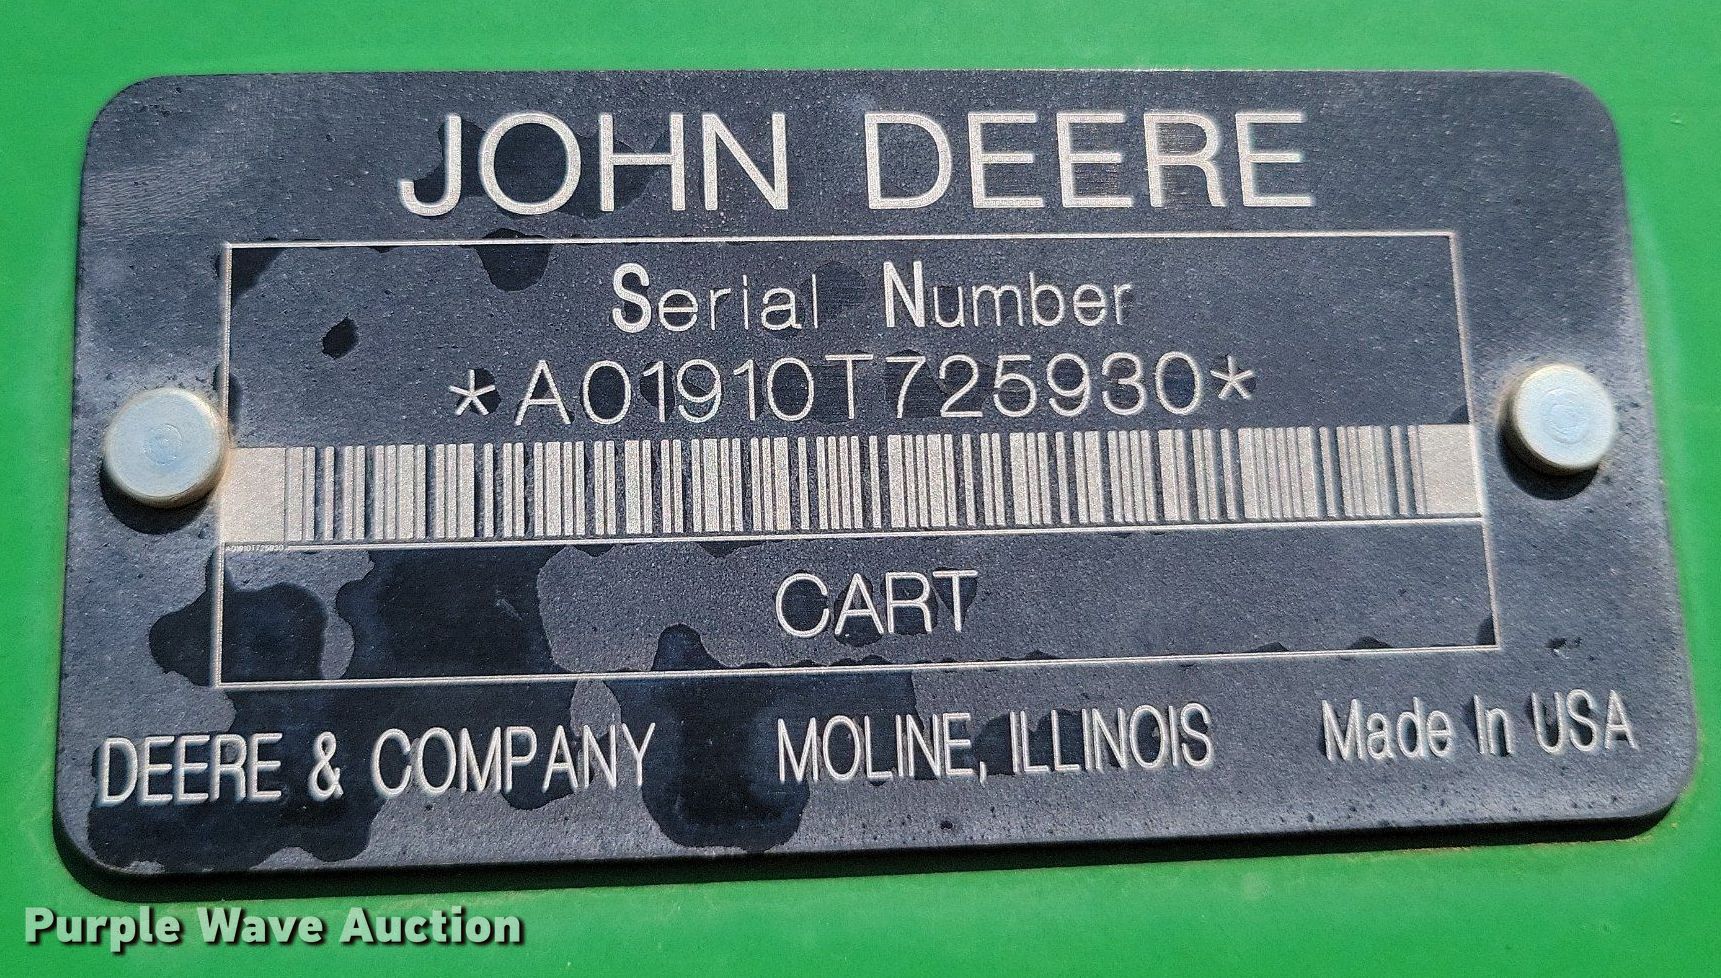 JOHN DEERE
Serial Number
*A01910T725930*
A01910T725930
CART
DEERE & COMPANY MOLINE, ILLINOIS Made In USA
Purple Wave Auction